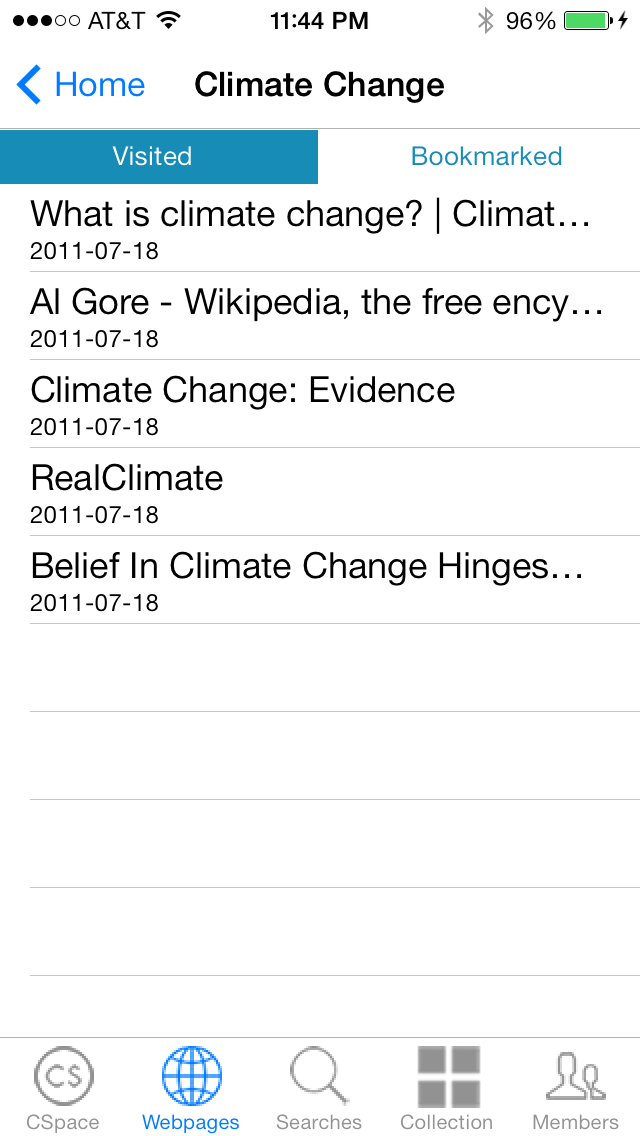 AT&T 11:44 PM 96%
Home Climate Change
Visited Bookmarked
What is climate change? | Climat…
2011-07-18
Al Gore - Wikipedia, the free ency…
2011-07-18
Climate Change: Evidence
2011-07-18
RealClimate
2011-07-18
Belief In Climate Change Hinges…
2011-07-18
CS
CSpace Webpages Searches Collection Members